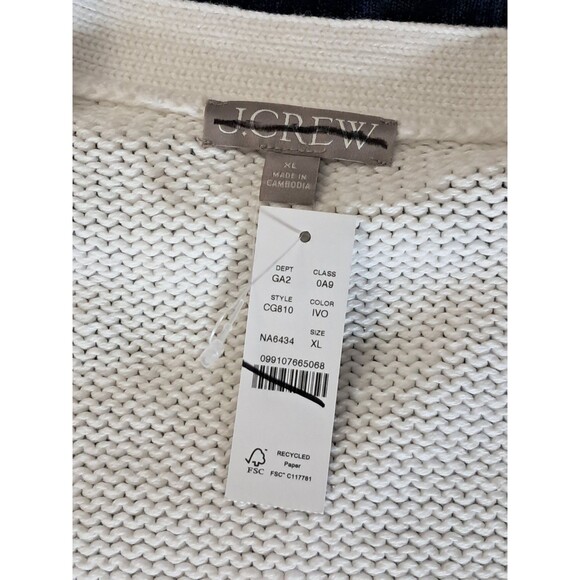 J.CREW
XL
MADE IN
CAMBODIA
DEPT CLASS
GA2 0A9
STYLE COLOR
CG810 IVO
SIZE
NA6434 XL
099107665068
FSC
RECYCLED
Paper
FSC® C117781